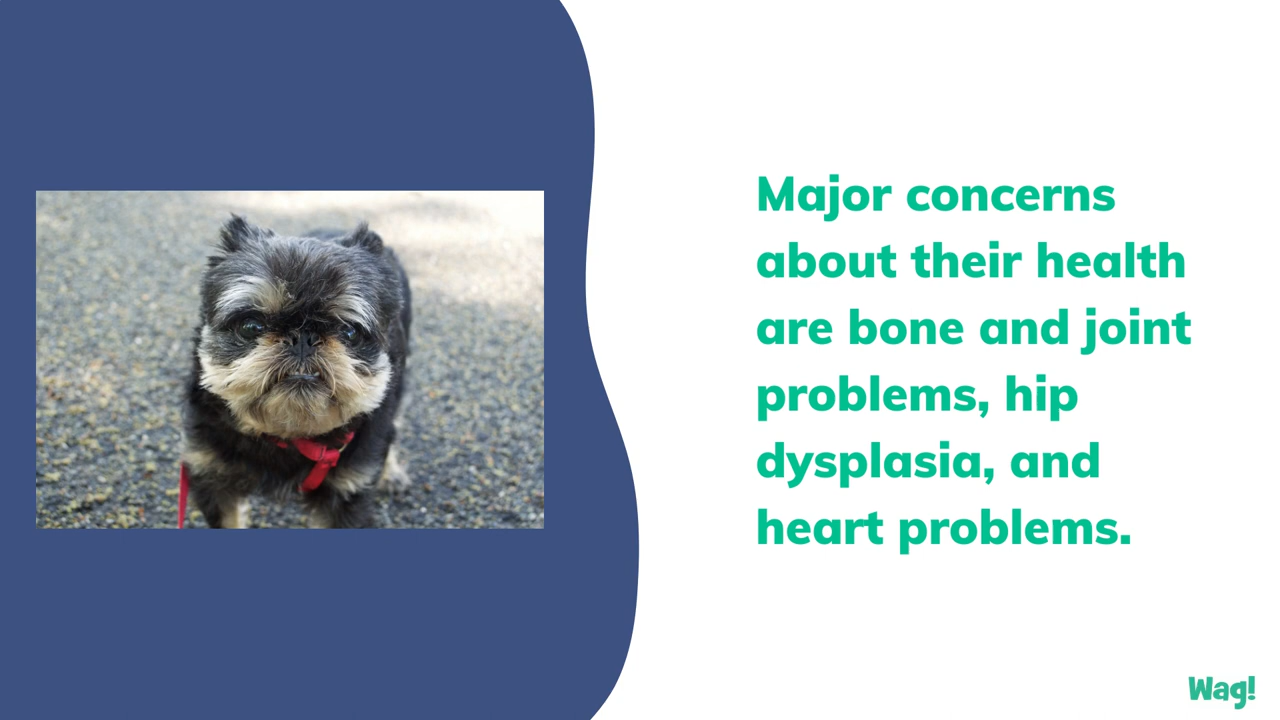 Major concerns
about their health
are bone and joint
problems, hip
dysplasia, and
heart problems.
Wag!